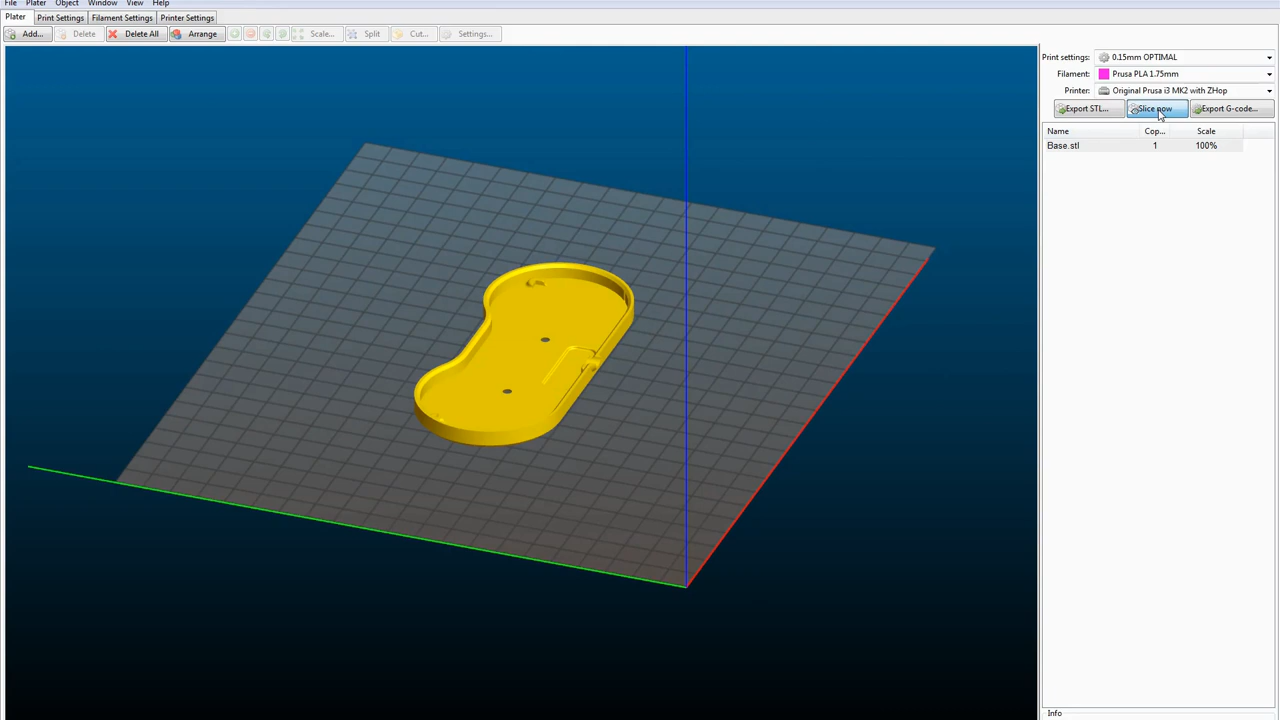 File Plater Object Window View Help
Plater Print Settings Filament Settings Printer Settings
Add... Delete Delete All Arrange Scale... Split Cut... Settings...
Print settings: 0.15mm OPTIMAL
Filament: Prusa PLA 1.75mm
Printer: Original Prusa i3 MK2 with ZHop
Export STL... Slice now Export G-code...
Name Cop... Scale
Base.stl 1 100%
Info